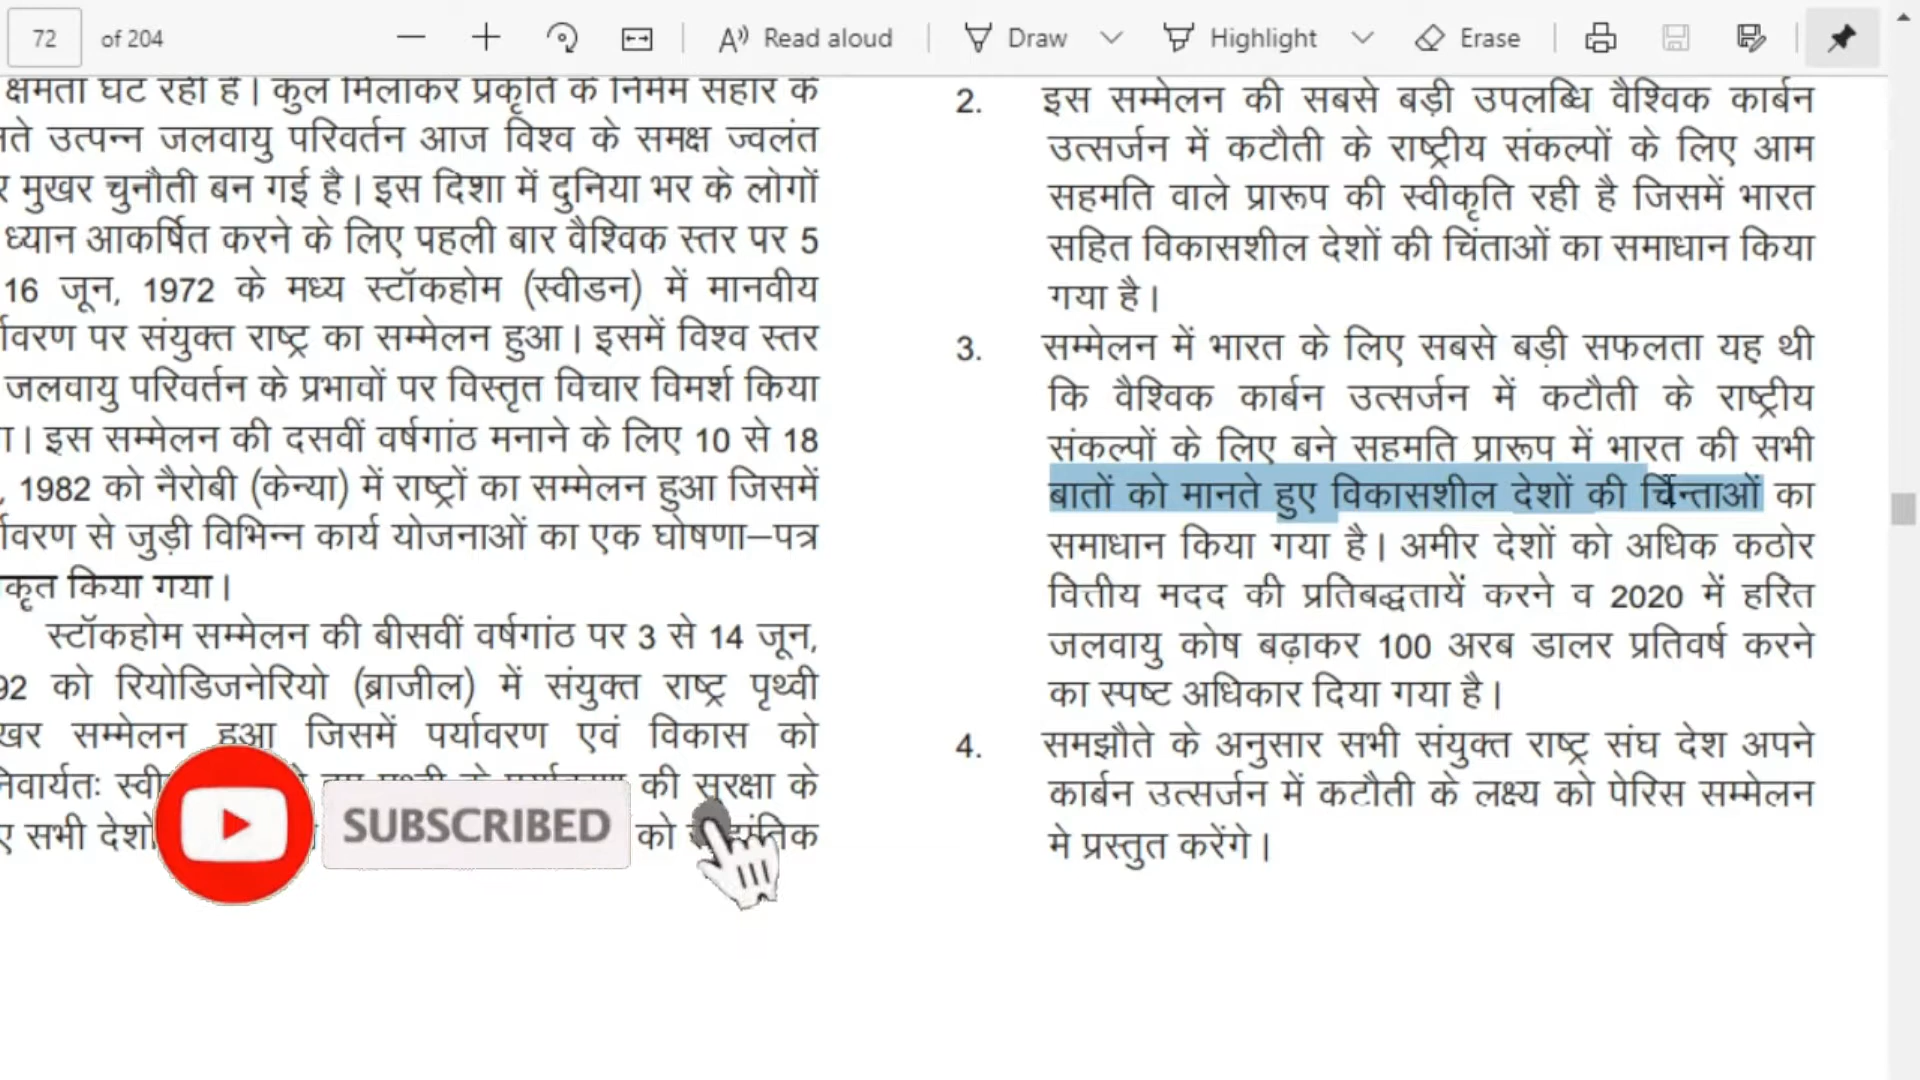 72 of 204 Read aloud Draw Highlight Erase
क्षमता घट रही है। कुल मिलाकर प्रकृति के निर्मम संहार के
उत्पन्न जलवायु परिवर्तन आज विश्व के समक्ष ज्वलंत
मुखर चुनौती बन गई है। इस दिशा में दुनिया भर के लोगों
ध्यान आकर्षित करने के लिए पहली बार वैश्विक स्तर पर 5
16 जून, 1972 के मध्य स्टॉकहोम (स्वीडन) में मानवीय
पर संयुक्त राष्ट्र का सम्मेलन हुआ। इसमें विश्व स्तर
जलवायु परिवर्तन के प्रभावों पर विस्तृत विचार विमर्श किया
। इस सम्मेलन की दसवीं वर्षगांठ मनाने के लिए 10 से 18
, 1982 को नैरोबी (केन्या) में राष्ट्रों का सम्मेलन हुआ जिसमें
से जुड़ी विभिन्न कार्य योजनाओं का एक घोषणा–पत्र
किया गया।
स्टॉकहोम सम्मेलन की बीसवीं वर्षगांठ पर 3 से 14 जून,
92 को रियोडिजनेरियो (ब्राजील) में संयुक्त राष्ट्र पृथ्वी
सम्मेलन हुआ जिसमें पर्यावरण एवं विकास को
की सुरक्षा के
सभी को
SUBSCRIBED
2. इस सम्मेलन की सबसे बड़ी उपलब्धि वैश्विक कार्बन
उत्सर्जन में कटौती के राष्ट्रीय संकल्पों के लिए आम
सहमति वाले प्रारूप की स्वीकृति रही है जिसमें भारत
सहित विकासशील देशों की चिंताओं का समाधान किया
गया है।
3. सम्मेलन में भारत के लिए सबसे बड़ी सफलता यह थी
कि वैश्विक कार्बन उत्सर्जन में कटौती के राष्ट्रीय
संकल्पों के लिए बने सहमति प्रारूप में भारत की सभी
बातों को मानते हुए विकासशील देशों की चिन्ताओं का
समाधान किया गया है। अमीर देशों को अधिक कठोर
वित्तीय मदद की प्रतिबद्धतायें करने व 2020 में हरित
जलवायु कोष बढ़ाकर 100 अरब डालर प्रतिवर्ष करने
का स्पष्ट अधिकार दिया गया है।
4. समझौते के अनुसार सभी संयुक्त राष्ट्र संघ देश अपने
कार्बन उत्सर्जन में कटौती के लक्ष्य को पेरिस सम्मेलन
मे प्रस्तुत करेंगे।